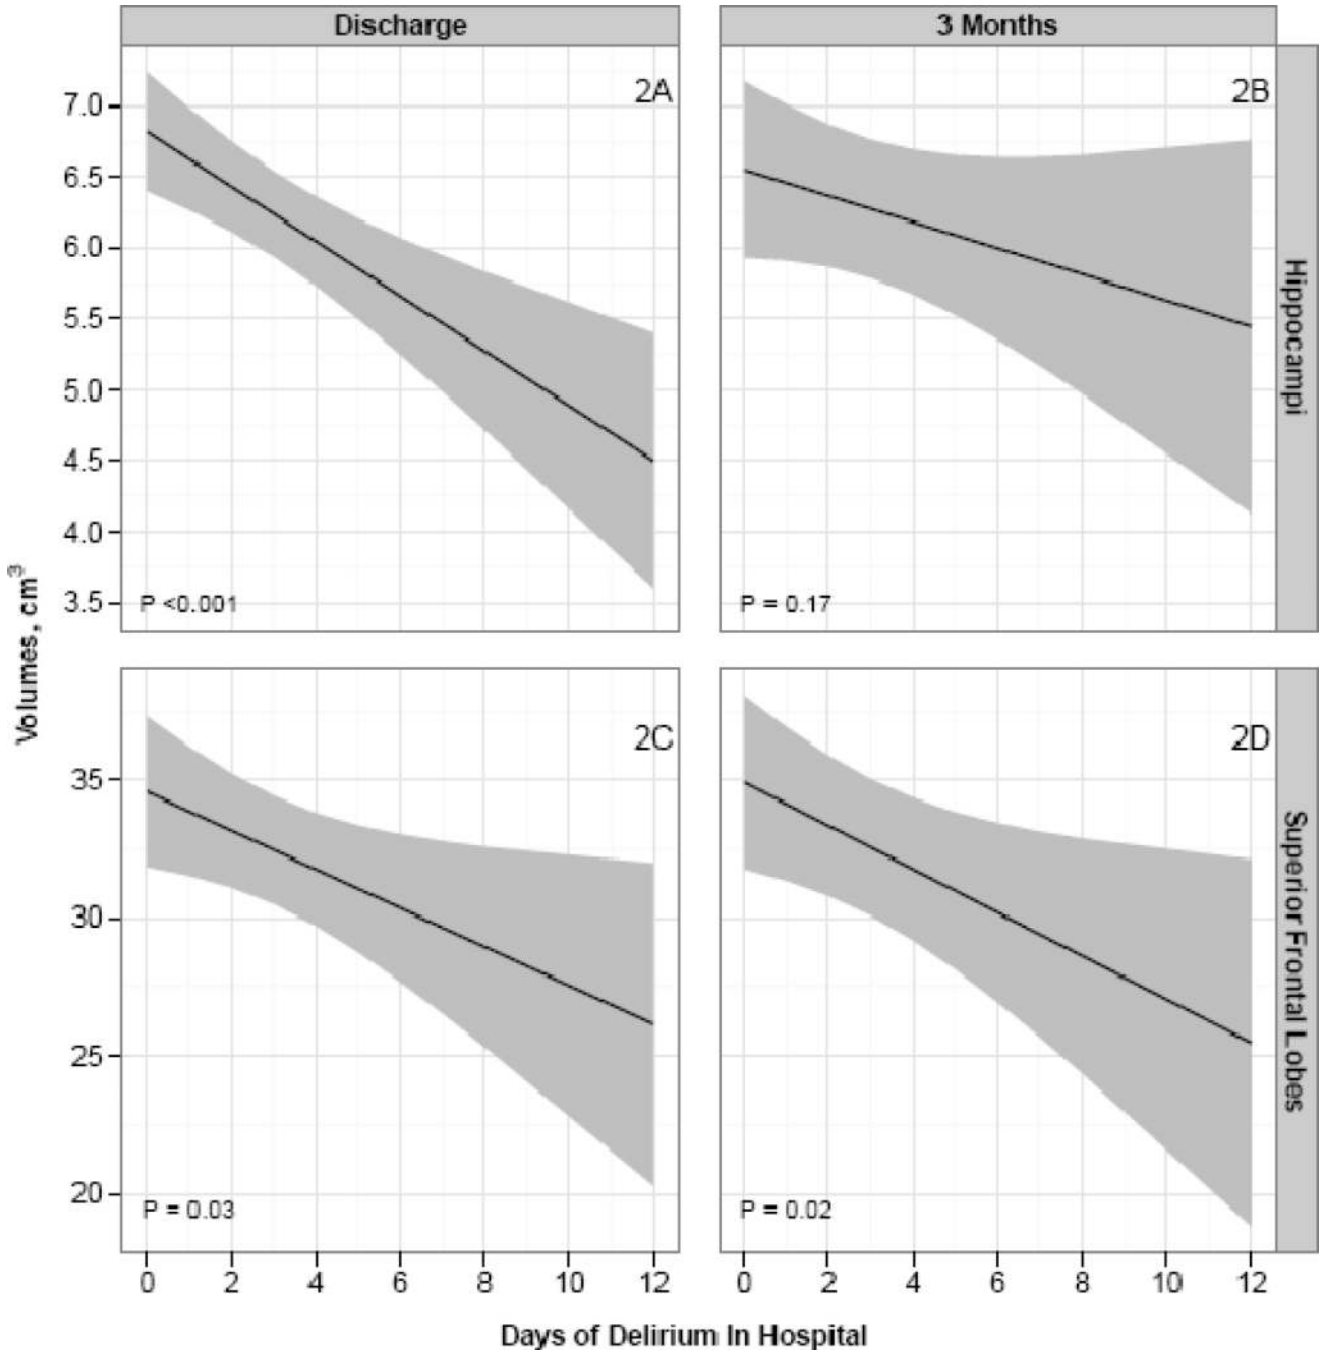 Discharge
3 Months
2A
2B
7.0
6.5
6.0
5.5
5.0
4.5
4.0
3.5
P <0.001
P = 0.17
Hippocampi
Volumes, cm³
2C
2D
35
30
25
20
P = 0.03
P = 0.02
Superior Frontal Lobes
0 2 4 6 8 10 12
0 2 4 6 8 10 12
Days of Delirium In Hospital